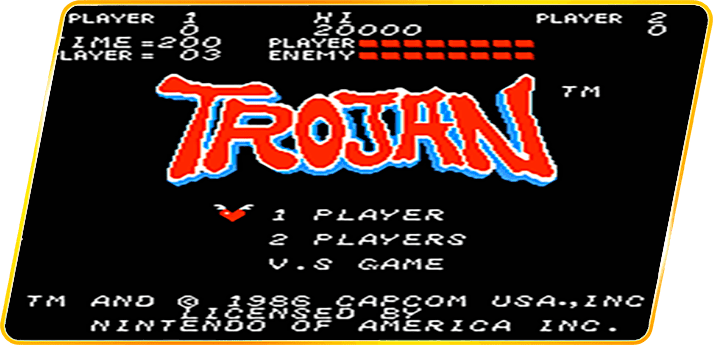 PLAYER 1 HI PLAYER 2
0 20000 0
TIME=200 PLAYER
PLAYER= 03 ENEMY
TROJAN TM
1 PLAYER
2 PLAYERS
V.S GAME
TM AND © 1986 CAPCOM USA.,INC
LICENSED BY
NINTENDO OF AMERICA INC.